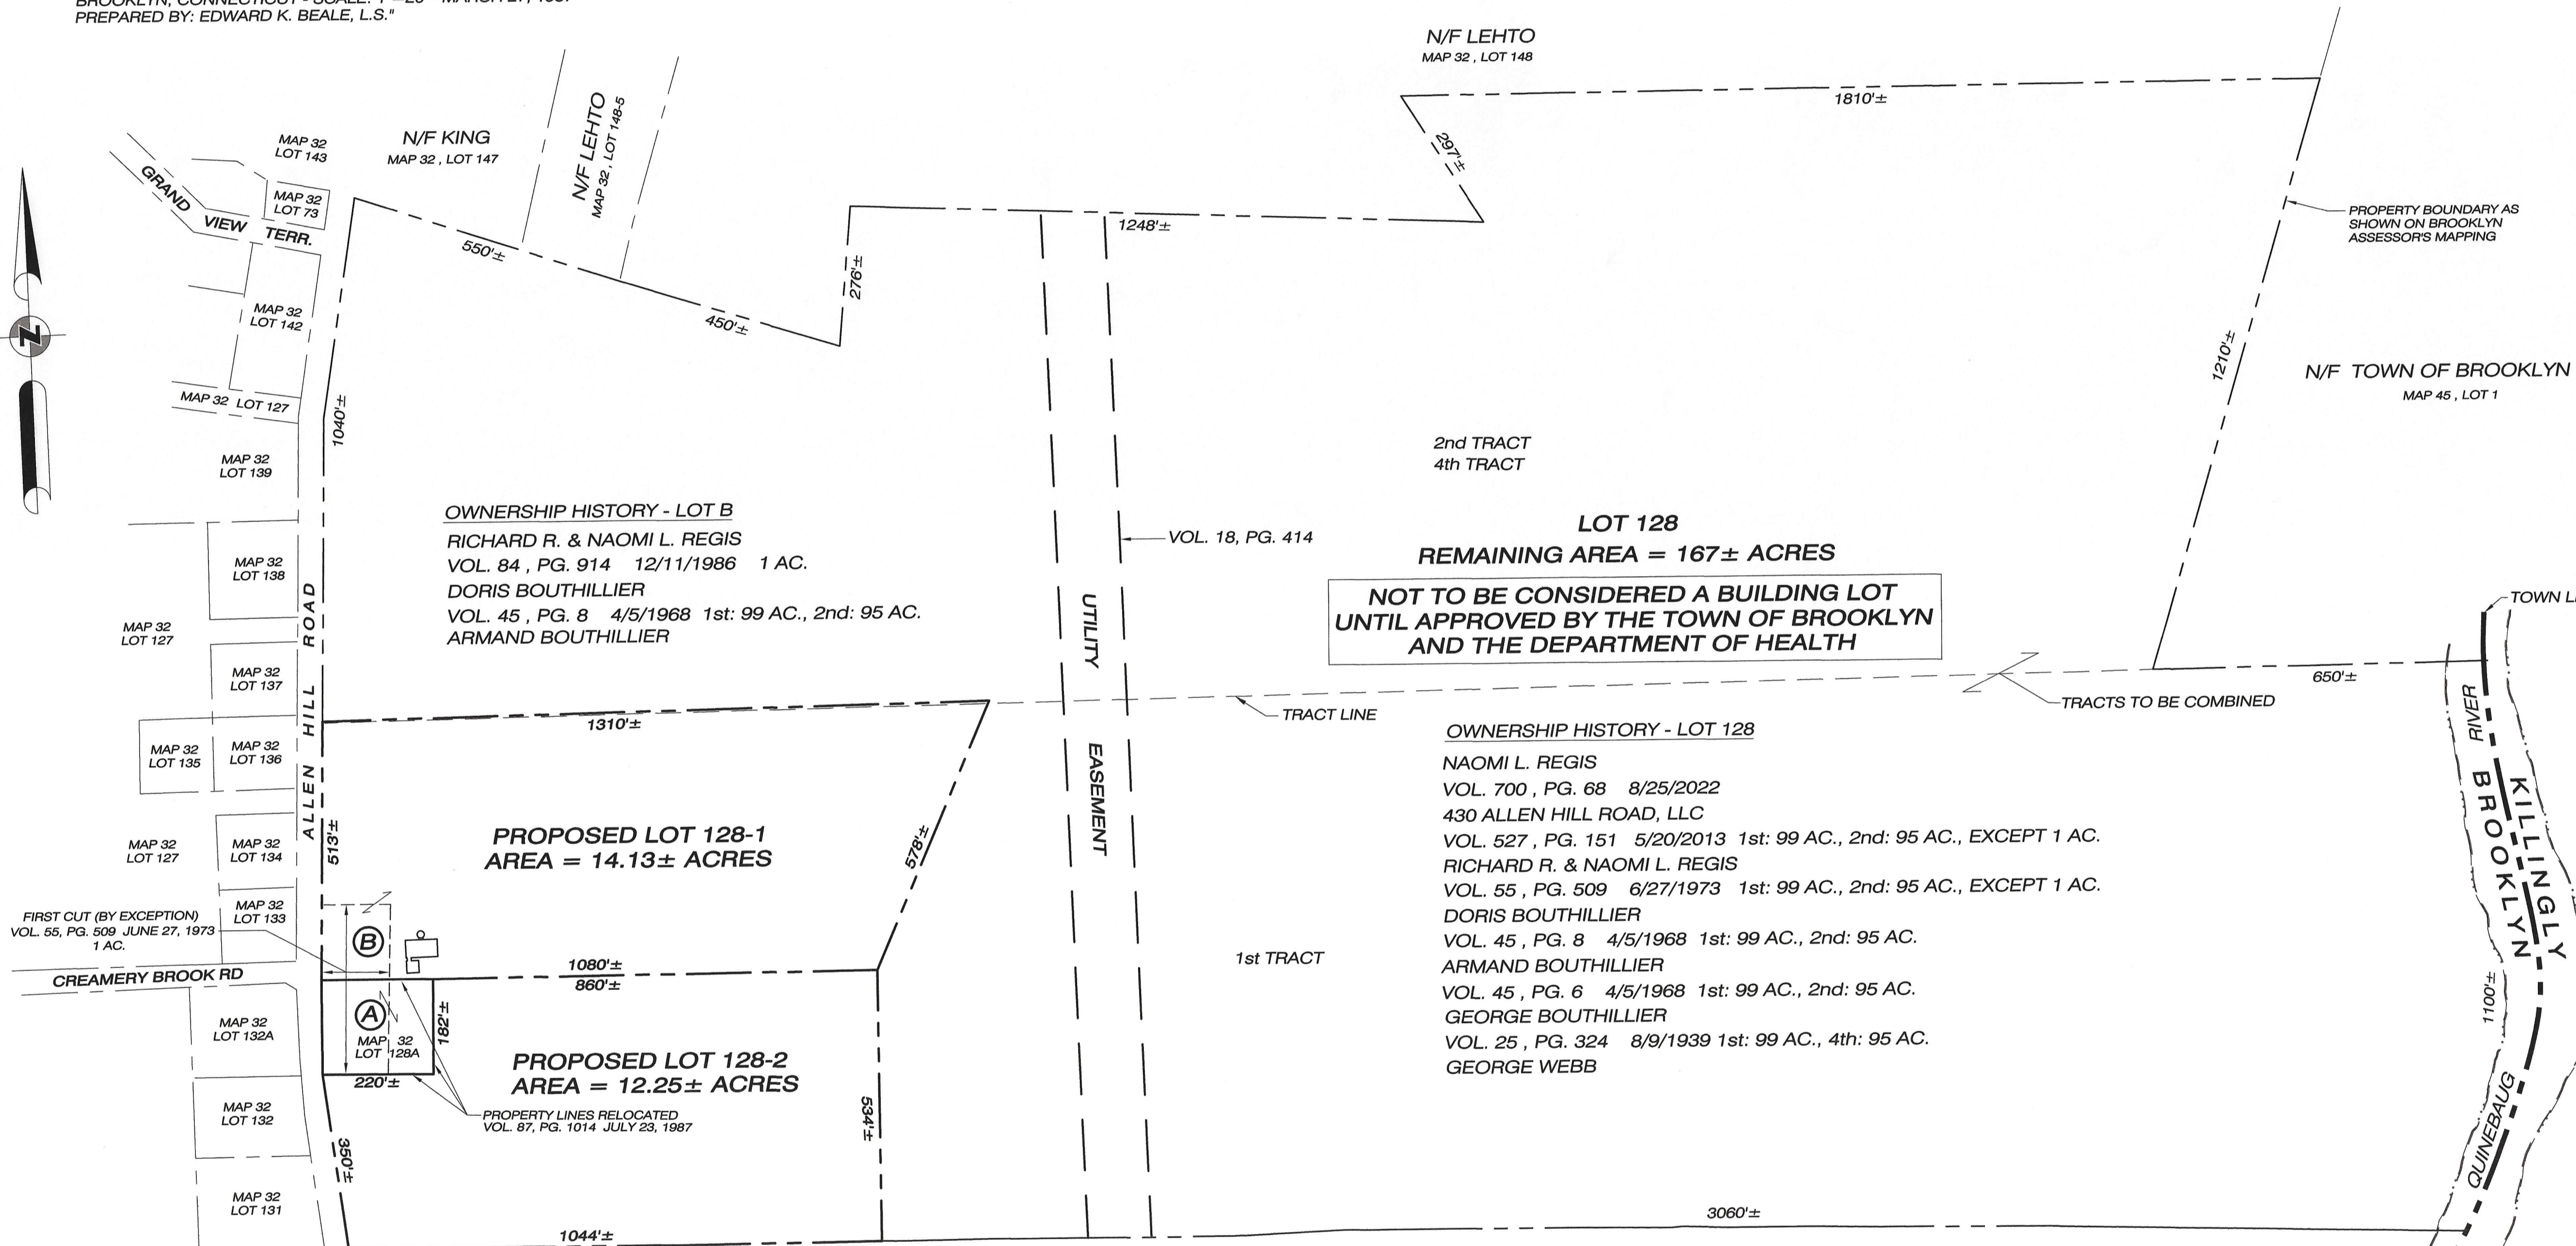 PREPARED BY: EDWARD K. BEALE, L.S."
N/F LEHTO
MAP 32 , LOT 148
1810'±
297'±
N/F KING
MAP 32 , LOT 147
N/F LEHTO
MAP 32 , LOT 148-5
MAP 32
LOT 143
MAP 32
LOT 73
GRAND VIEW TERR.
550'±
450'±
276'±
1248'±
PROPERTY BOUNDARY AS
SHOWN ON BROOKLYN
ASSESSOR'S MAPPING
N
MAP 32
LOT 142
MAP 32 LOT 127
1040'±
1210'±
N/F TOWN OF BROOKLYN
MAP 45 , LOT 1
MAP 32
LOT 139
2nd TRACT
4th TRACT
OWNERSHIP HISTORY - LOT B
RICHARD R. & NAOMI L. REGIS
VOL. 84 , PG. 914 12/11/1986 1 AC.
DORIS BOUTHILLIER
VOL. 45 , PG. 8 4/5/1968 1st: 99 AC., 2nd: 95 AC.
ARMAND BOUTHILLIER
VOL. 18, PG. 414
LOT 128
REMAINING AREA = 167± ACRES
NOT TO BE CONSIDERED A BUILDING LOT
UNTIL APPROVED BY THE TOWN OF BROOKLYN
AND THE DEPARTMENT OF HEALTH
MAP 32
LOT 138
MAP 32
LOT 127
MAP 32
LOT 137
MAP 32
LOT 135
MAP 32
LOT 136
ALLEN HILL ROAD
UTILITY EASEMENT
1310'±
TRACT LINE
TRACTS TO BE COMBINED
650'±
TOWN
OWNERSHIP HISTORY - LOT 128
NAOMI L. REGIS
VOL. 700 , PG. 68 8/25/2022
430 ALLEN HILL ROAD, LLC
VOL. 527 , PG. 151 5/20/2013 1st: 99 AC., 2nd: 95 AC., EXCEPT 1 AC.
RICHARD R. & NAOMI L. REGIS
VOL. 55 , PG. 509 6/27/1973 1st: 99 AC., 2nd: 95 AC., EXCEPT 1 AC.
DORIS BOUTHILLIER
VOL. 45 , PG. 8 4/5/1968 1st: 99 AC., 2nd: 95 AC.
ARMAND BOUTHILLIER
VOL. 45 , PG. 6 4/5/1968 1st: 99 AC., 2nd: 95 AC.
GEORGE BOUTHILLIER
VOL. 25 , PG. 324 8/9/1939 1st: 99 AC., 4th: 95 AC.
GEORGE WEBB
PROPOSED LOT 128-1
AREA = 14.13± ACRES
513'±
578'±
MAP 32
LOT 127
MAP 32
LOT 134
MAP 32
LOT 133
FIRST CUT (BY EXCEPTION)
VOL. 55, PG. 509 JUNE 27, 1973
1 AC.
B
1st TRACT
CREAMERY BROOK RD
1080'±
860'±
A
MAP 32
LOT 128A
182'±
220'±
PROPOSED LOT 128-2
AREA = 12.25± ACRES
PROPERTY LINES RELOCATED
VOL. 87, PG. 1014 JULY 23, 1987
534'±
350'±
MAP 32
LOT 132A
MAP 32
LOT 132
MAP 32
LOT 131
1044'±
3060'±
1100'±
QUINEBAUG RIVER
BROOKLYN
KILLINGLY